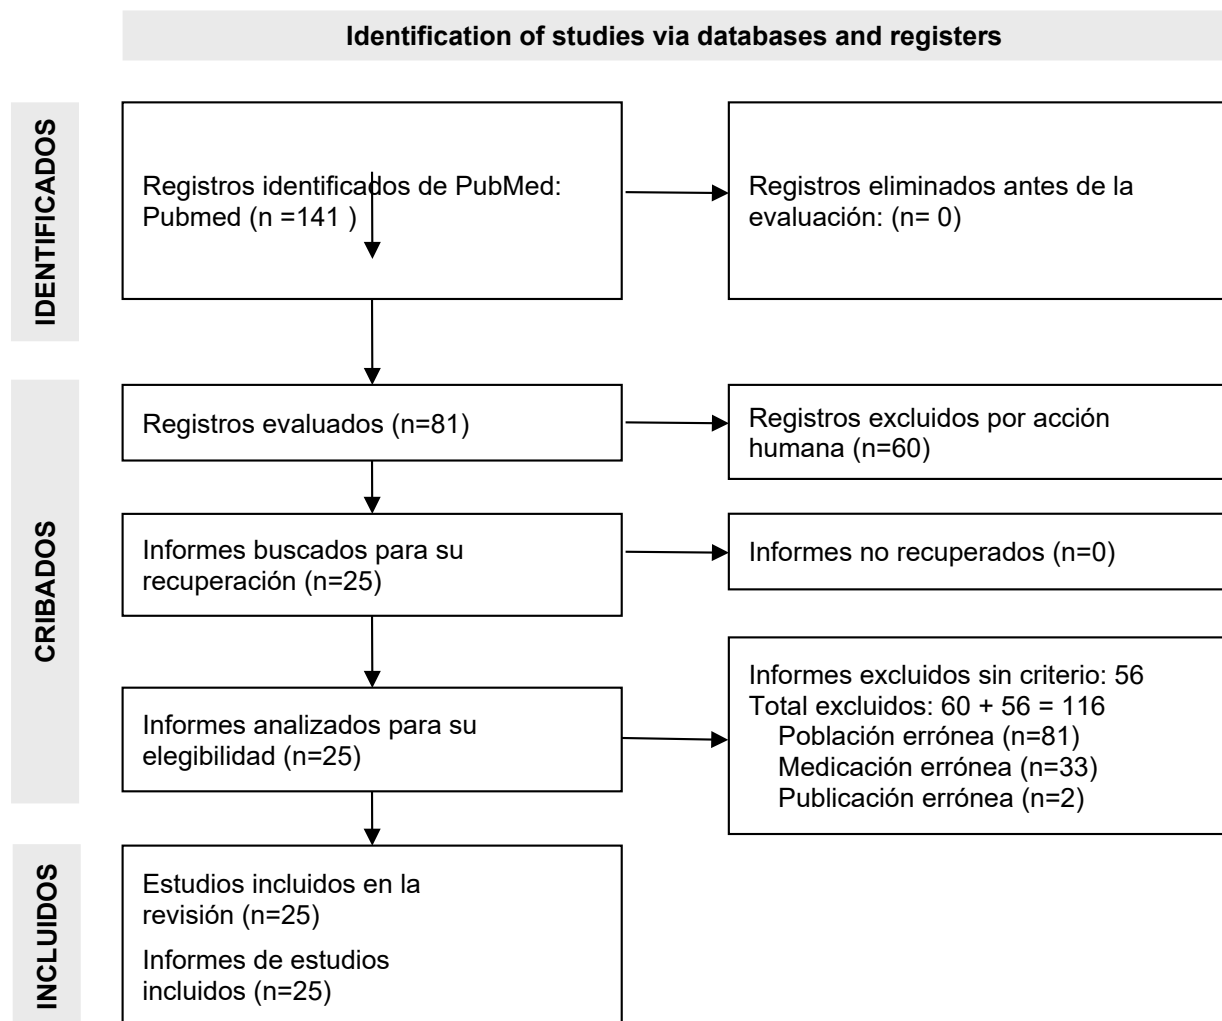 Identification of studies via databases and registers
IDENTIFICADOS
Registros identificados de PubMed:
Pubmed (n =141 )
Registros eliminados antes de la
evaluación: (n= 0)
CRIBADOS
Registros evaluados (n=81)
Registros excluidos por acción
humana (n=60)
Informes buscados para su
recuperación (n=25)
Informes no recuperados (n=0)
Informes analizados para su
elegibilidad (n=25)
Informes excluidos sin criterio: 56
Total excluidos: 60 + 56 = 116
Población errónea (n=81)
Medicación errónea (n=33)
Publicación errónea (n=2)
INCLUIDOS
Estudios incluidos en la
revisión (n=25)
Informes de estudios
incluidos (n=25)